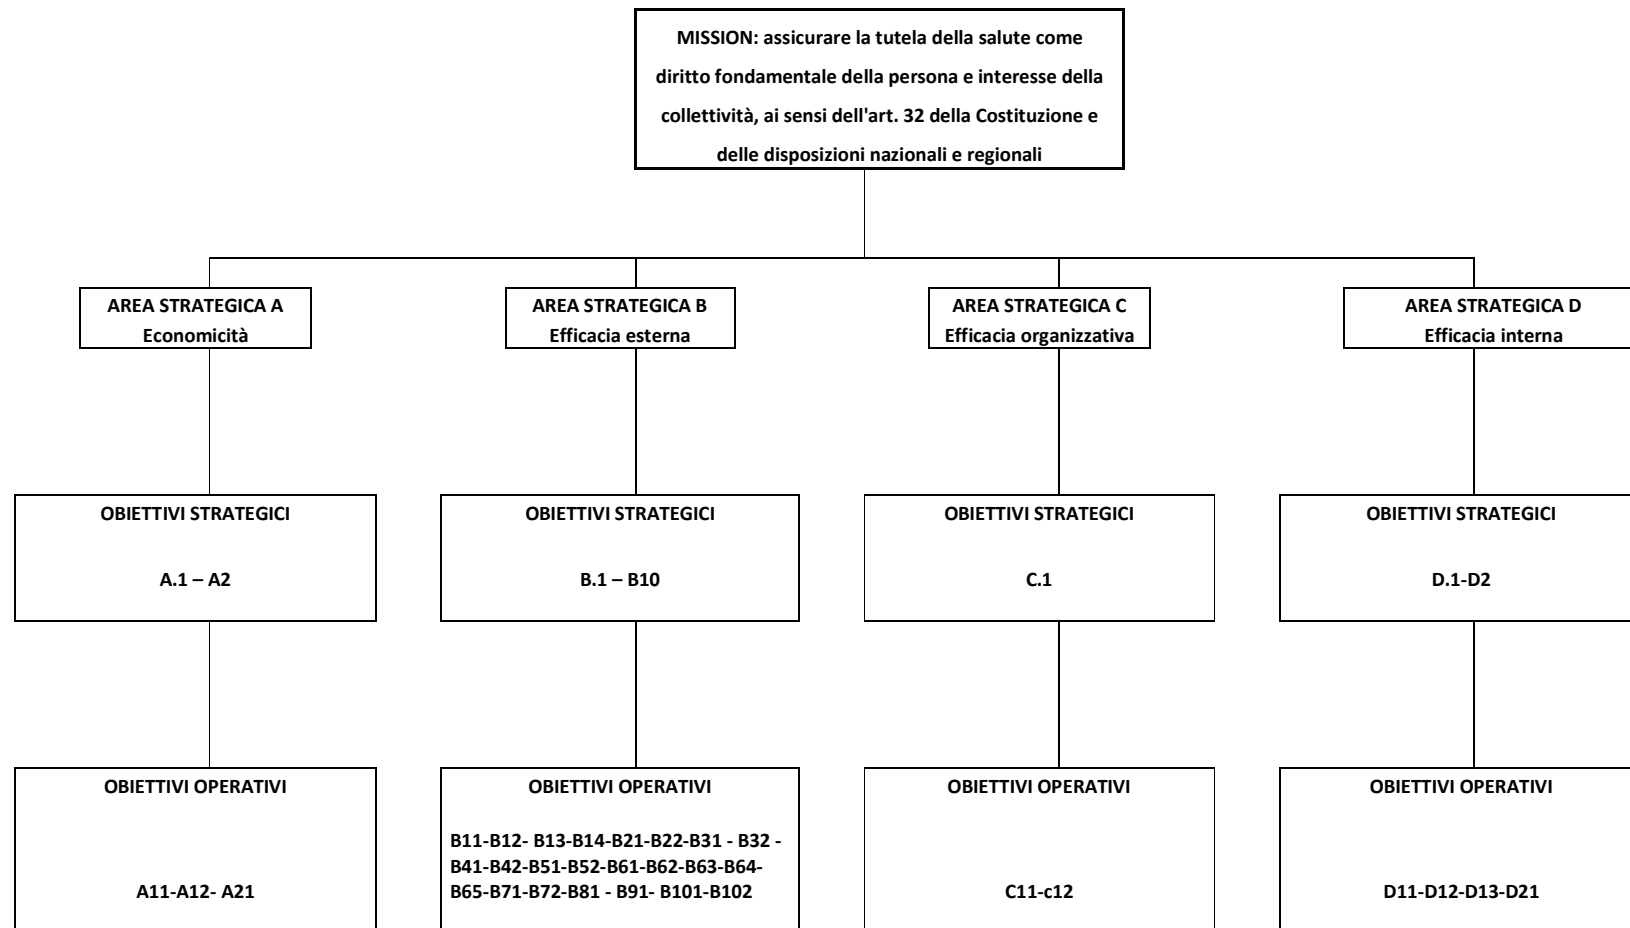 MISSION: assicurare la tutela della salute come
diritto fondamentale della persona e interesse della
collettività, ai sensi dell'art. 32 della Costituzione e
delle disposizioni nazionali e regionali
AREA STRATEGICA A
Economicità
AREA STRATEGICA B
Efficacia esterna
AREA STRATEGICA C
Efficacia organizzativa
AREA STRATEGICA D
Efficacia interna
OBIETTIVI STRATEGICI
A.1 – A2
OBIETTIVI STRATEGICI
B.1 – B10
OBIETTIVI STRATEGICI
C.1
OBIETTIVI STRATEGICI
D.1-D2
OBIETTIVI OPERATIVI
A11-A12- A21
OBIETTIVI OPERATIVI
B11-B12- B13-B14-B21-B22-B31 - B32 -
B41-B42-B51-B52-B61-B62-B63-B64-
B65-B71-B72-B81 - B91- B101-B102
OBIETTIVI OPERATIVI
C11-c12
OBIETTIVI OPERATIVI
D11-D12-D13-D21